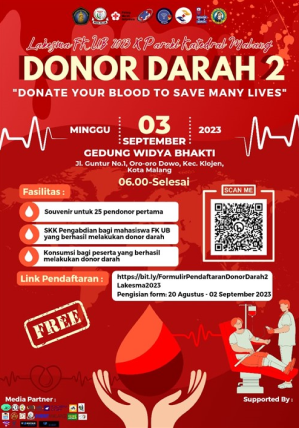 Lakesma FK UB 2023 X Paroki Katedral Malang
DONOR DARAH 2
"DONATE YOUR BLOOD TO SAVE MANY LIVES"
MINGGU
03
SEPTEMBER
2023
GEDUNG WIDYA BHAKTI
Jl. Guntur No.1, Oro-oro Dowo, Kec. Klojen,
Kota Malang
06.00-Selesai
SCAN ME
Fasilitas :
Souvenir untuk 25 pendonor pertama
SKK Pengabdian bagi mahasiswa FK UB
yang berhasil melakukan donor darah
Konsumsi bagi peserta yang berhasil
melakukan donor darah
Link Pendaftaran :
https://bit.ly/FormulirPendaftaranDonorDarah2
Lakesma2023
Pengisian form: 20 Agustus - 02 September 2023
FREE
Media Partner :
Supported By :